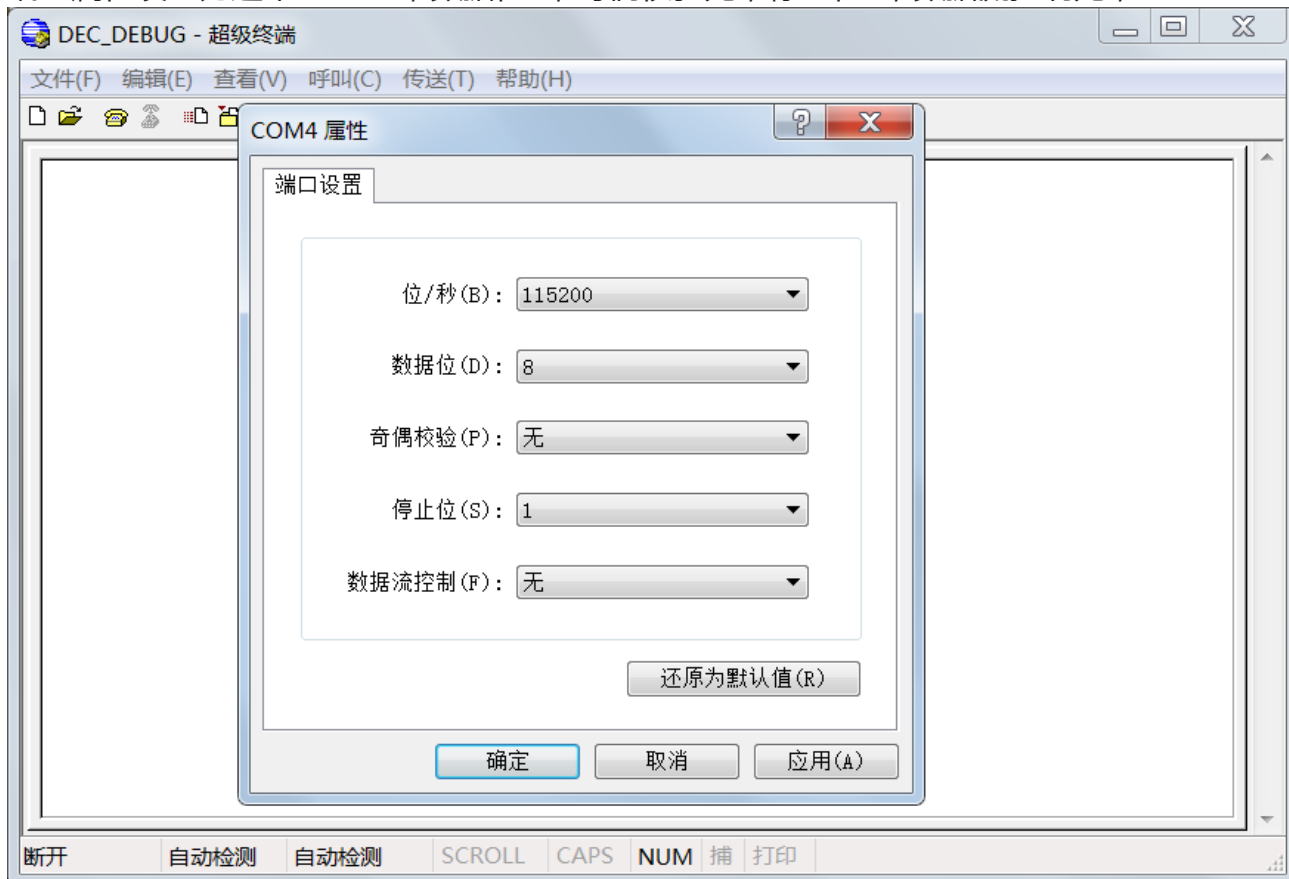 DEC_DEBUG - 超级终端
文件(F) 编辑(E) 查看(V) 呼叫(C) 传送(T) 帮助(H)
COM4 属性
端口设置
位/秒(B): 115200
数据位(D): 8
奇偶校验(P): 无
停止位(S): 1
数据流控制(F): 无
还原为默认值(R)
确定 取消 应用(A)
断开 自动检测 自动检测 SCROLL CAPS NUM 捕 打印